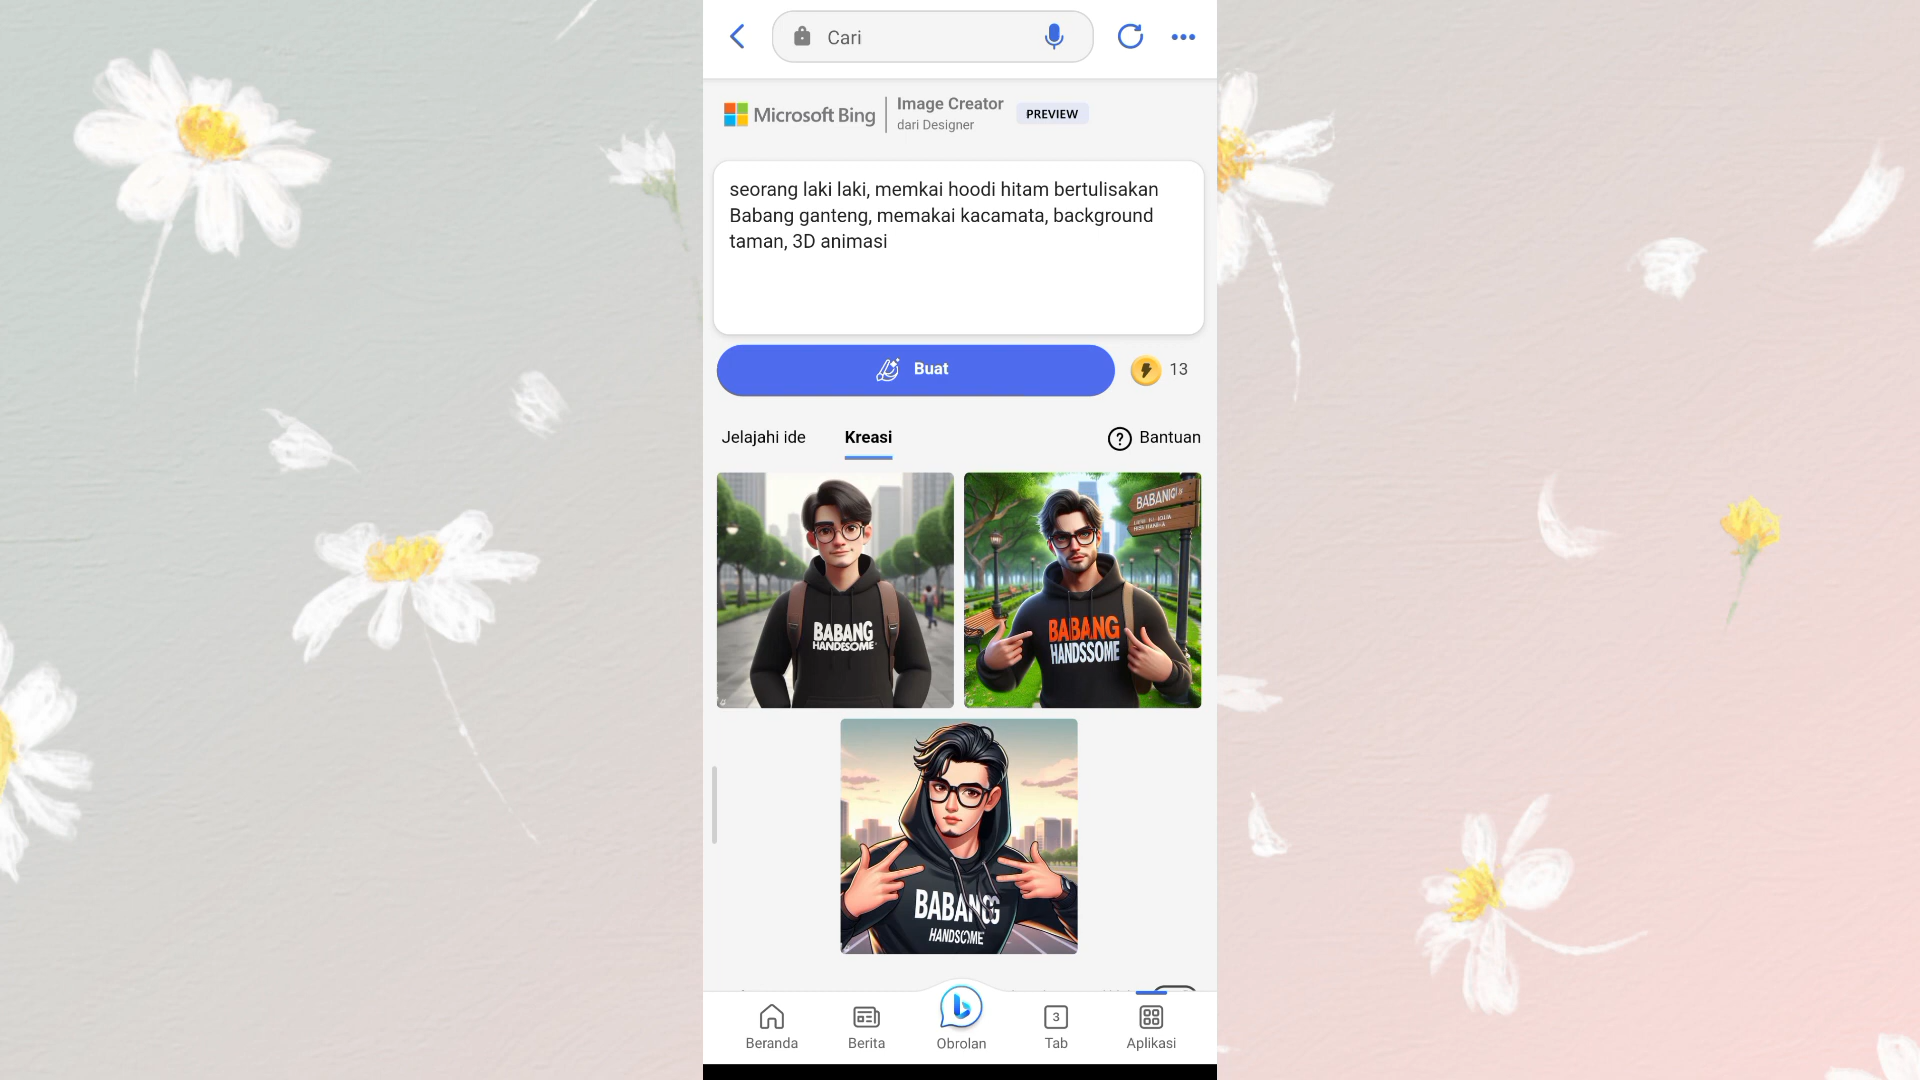 Cari
Microsoft Bing
Image Creator
dari Designer
PREVIEW
seorang laki laki, memkai hoodi hitam bertulisakan
Babang ganteng, memakai kacamata, background
taman, 3D animasi
Buat
13
Jelajahi ide
Kreasi
Bantuan
BABANG
HANDESOME
BABANG
HANDSSOME
BABANG
HANDSOME
Beranda
Berita
Obrolan
3
Tab
Aplikasi